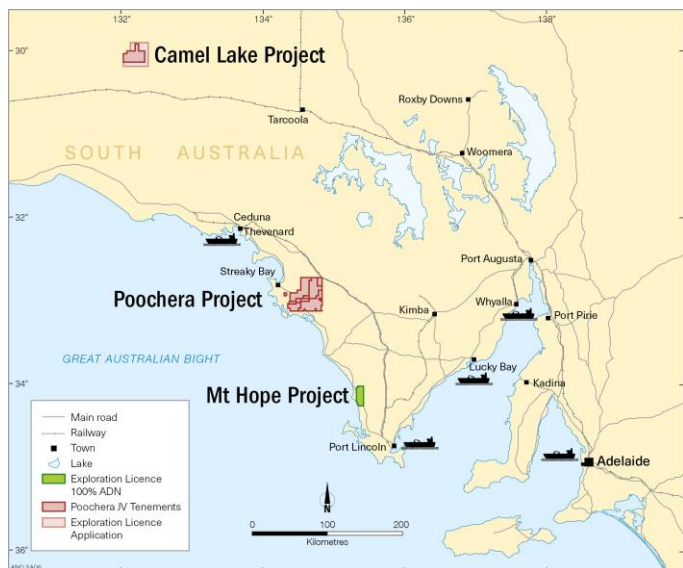 132°
134°
136°
138°
30°
Camel Lake Project
Roxby Downs
Tarcoola
Woomera
SOUTH AUSTRALIA
32°
Ceduna
Thevenard
Port Augusta
Streaky Bay
Poochera Project
Whyalla
Kimba
Port Pirie
GREAT AUSTRALIAN BIGHT
Lucky Bay
34°
Mt Hope Project
Kadina
Main road
Railway
Town
Lake
Exploration Licence
100% ADN
Poochera JV Tenements
Exploration Licence
Application
Port Lincoln
Adelaide
N
0
100
200
Kilometres
36°